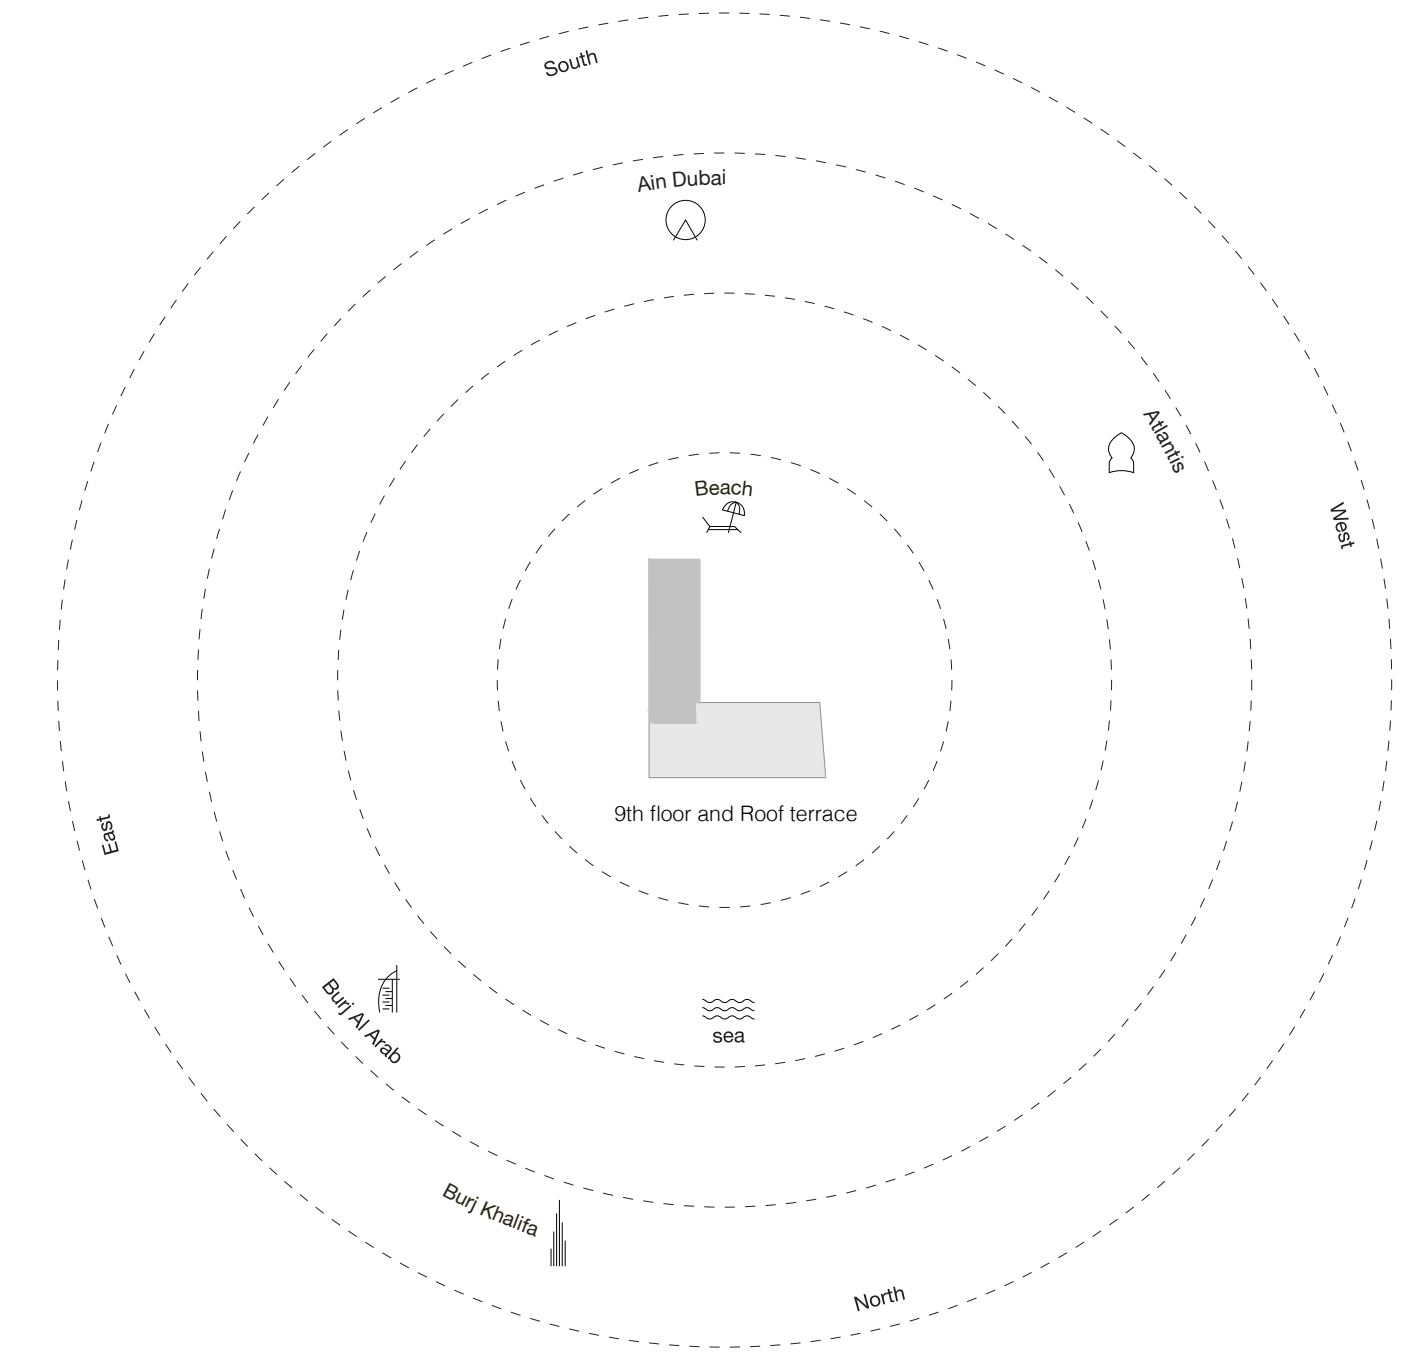 South
Ain Dubai
Atlantis
Beach
West
9th floor and Roof terrace
East
Burj Al Arab
sea
Burj Khalifa
North